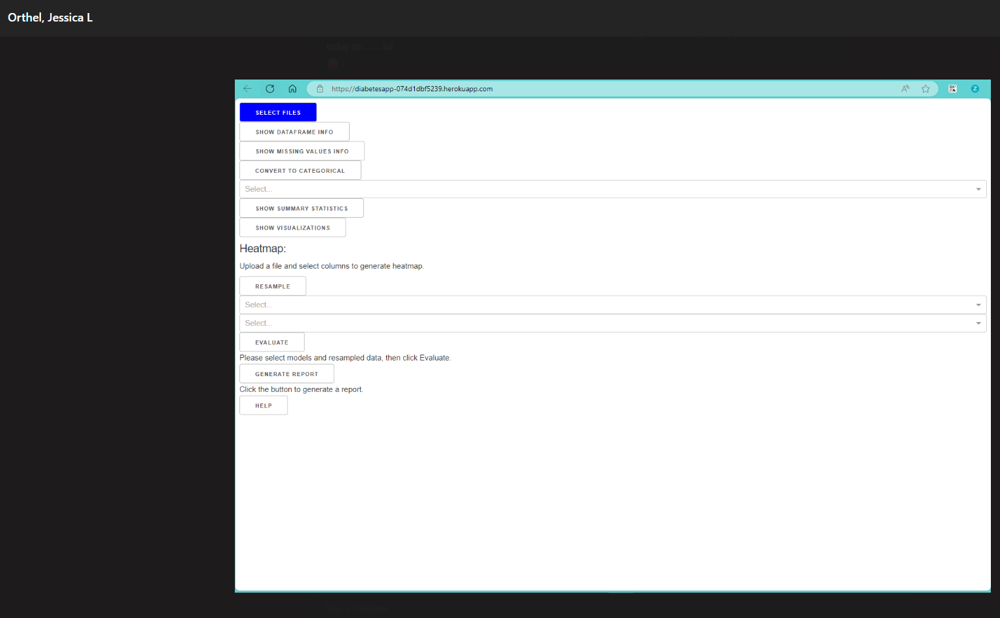 Orthel, Jessica L
https://diabetesapp-074d1dbf5239.herokuapp.com
A
Z
SELECT FILES
SHOW DATAFRAME INFO
SHOW MISSING VALUES INFO
CONVERT TO CATEGORICAL
Select...
SHOW SUMMARY STATISTICS
SHOW VISUALIZATIONS
Heatmap:
Upload a file and select columns to generate heatmap.
RESAMPLE
Select...
Select...
EVALUATE
Please select models and resampled data, then click Evaluate.
GENERATE REPORT
Click the button to generate a report.
HELP